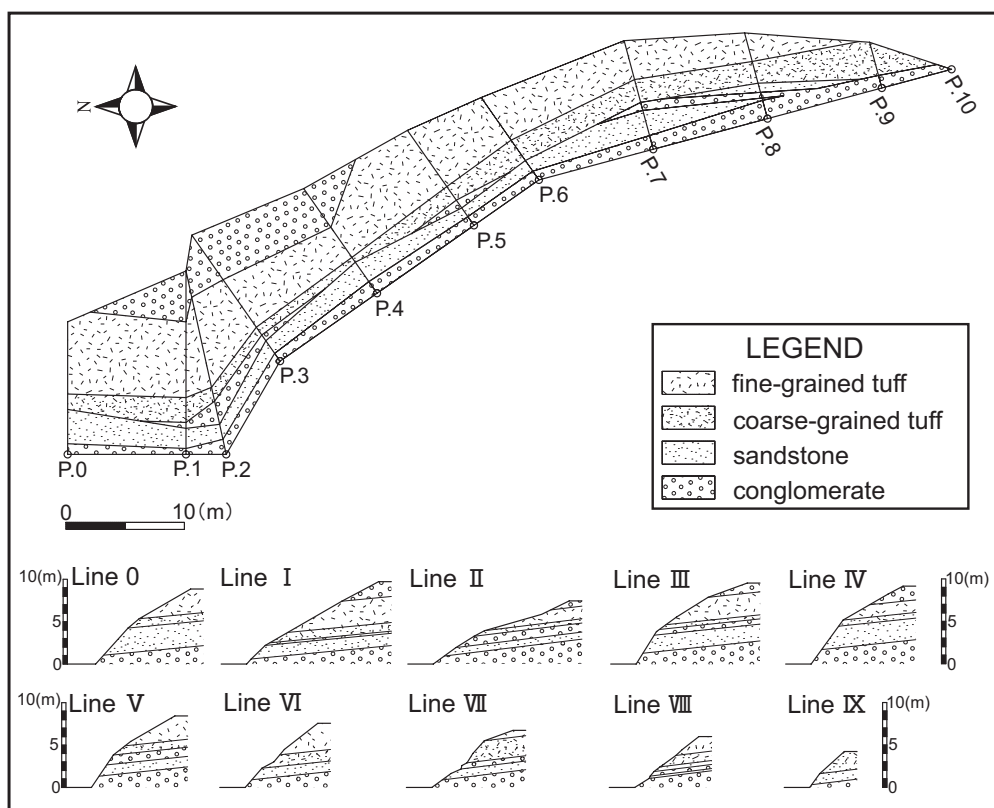 N
P.10
P.9
P.8
P.7
P.6
P.5
P.4
P.3
P.0
P.1
P.2
0 10(m)
LEGEND
fine-grained tuff
coarse-grained tuff
sandstone
conglomerate
10(m) Line 0 Line Ⅰ Line Ⅱ Line Ⅲ Line Ⅳ 10(m)
5 5
0 0
10(m) Line Ⅴ Line Ⅵ Line Ⅶ Line Ⅷ Line Ⅸ 10(m)
5 5
0 0